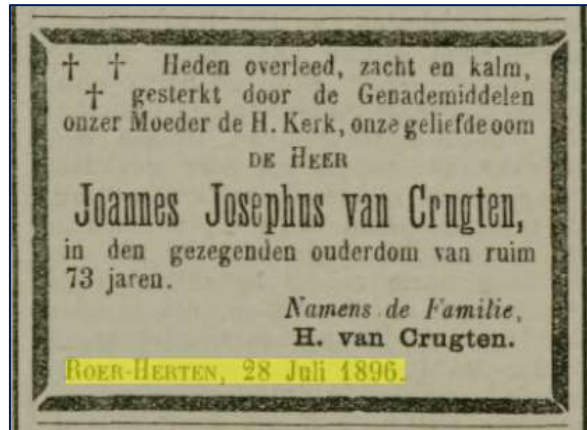 † † Heden overleed, zacht en kalm,
† gesterkt door de Genademiddelen
onzer Moeder de H. Kerk, onze geliefde oom
DE HEER
Joannes Josephus van Crugten,
in den gezegenden ouderdom van ruim
73 jaren.
Namens de Familie,
H. van Crugten.
ROER-HERTEN, 28 Juli 1896.